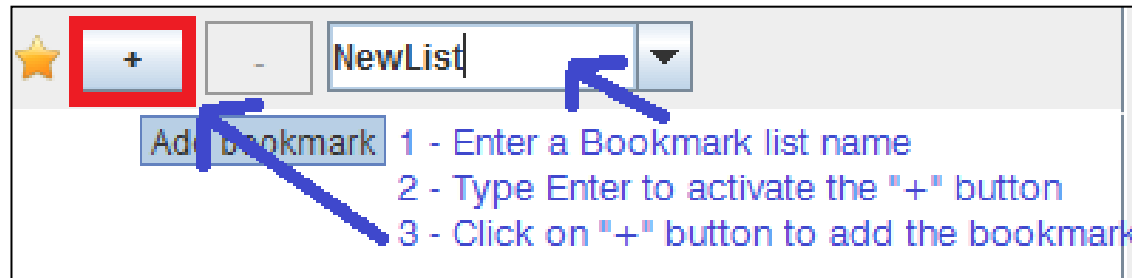 + - NewList
Add bookmark 1 - Enter a Bookmark list name
2 - Type Enter to activate the "+" button
3 - Click on "+" button to add the bookmark